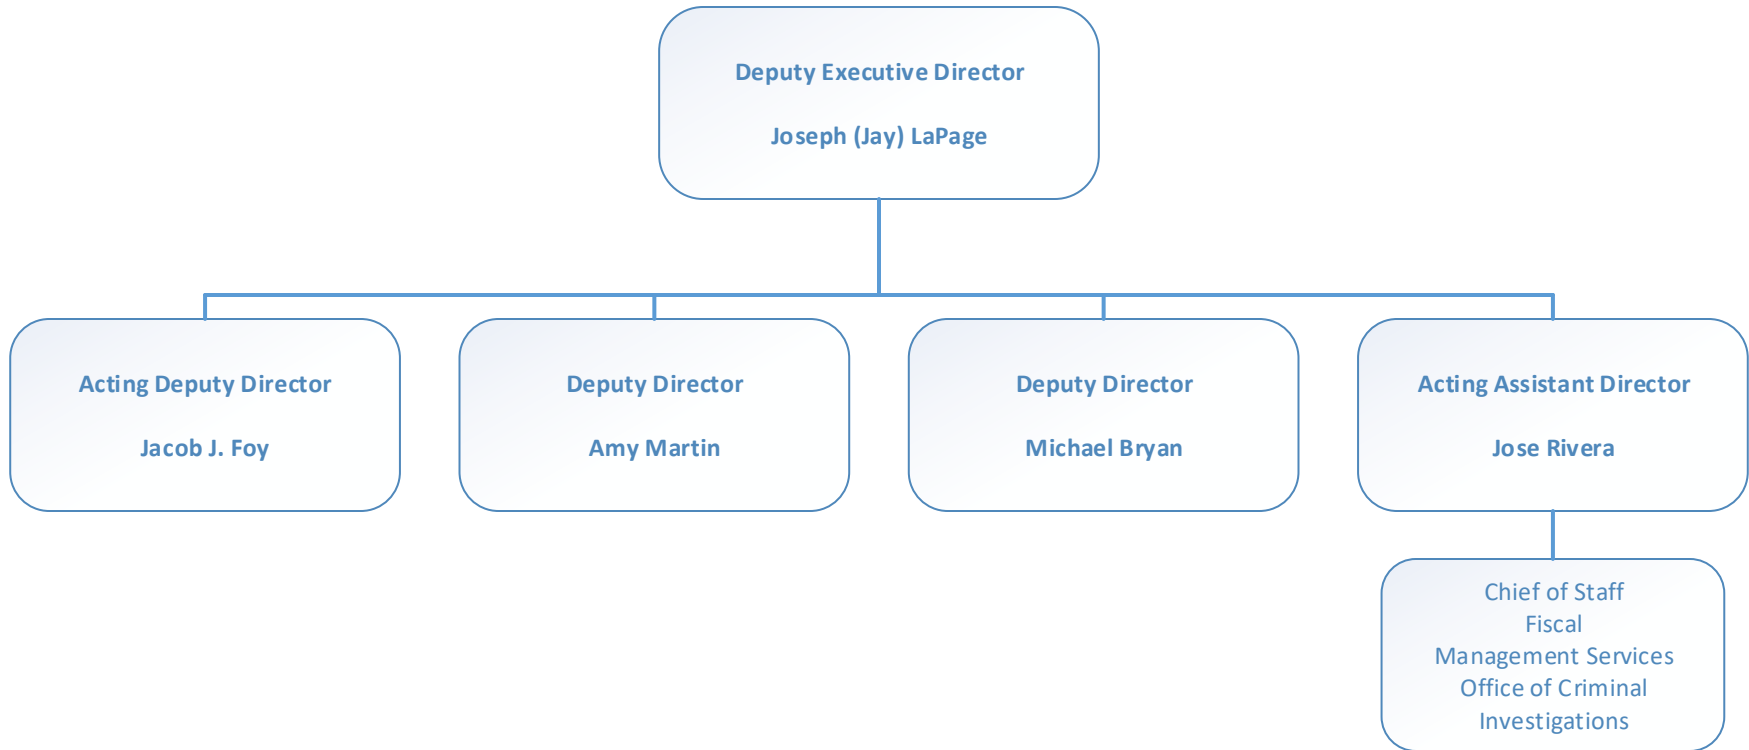 Deputy Executive Director
Joseph (Jay) LaPage
Acting Deputy Director
Jacob J. Foy
Deputy Director
Amy Martin
Deputy Director
Michael Bryan
Acting Assistant Director
Jose Rivera
Chief of Staff
Fiscal
Management Services
Office of Criminal
Investigations